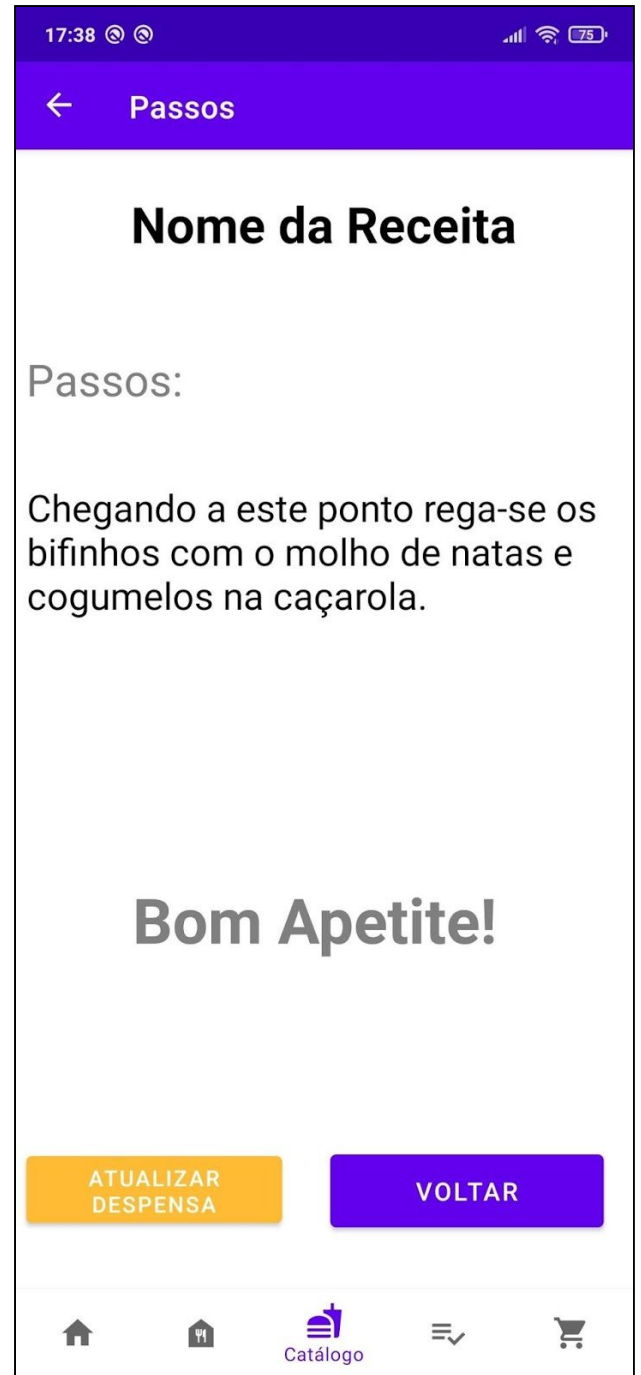 17:38
75
Passos
Nome da Receita
Passos:
Chegando a este ponto rega-se os
bifinhos com o molho de natas e
cogumelos na caçarola.
Bom Apetite!
ATUALIZAR
DESPENSA
VOLTAR
Catálogo